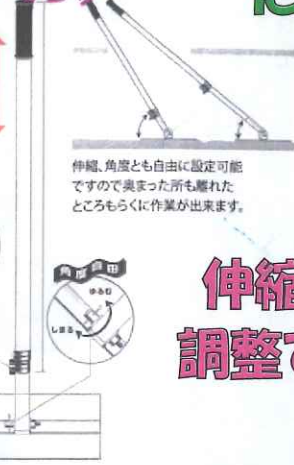 伸縮、角度とも自由に設定可能
ですので奥まった所も離れた
ところもらくに作業が出来ます。
角度自由
ゆるむ
しまる
伸縮
調整で